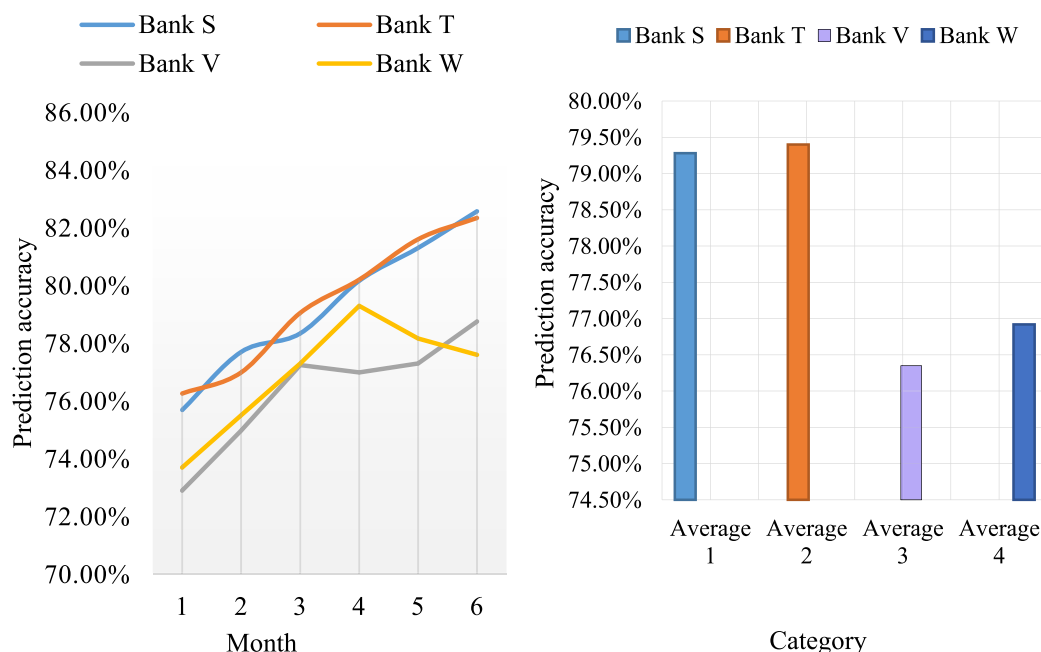 Bank S
Bank T
Bank V
Bank W
Prediction accuracy
86.00%
84.00%
82.00%
80.00%
78.00%
76.00%
74.00%
72.00%
70.00%
1 2 3 4 5 6
Month
Bank S Bank T Bank V Bank W
Prediction accuracy
80.00%
79.50%
79.00%
78.50%
78.00%
77.50%
77.00%
76.50%
76.00%
75.50%
75.00%
74.50%
Average 1
Average 2
Average 3
Average 4
Category